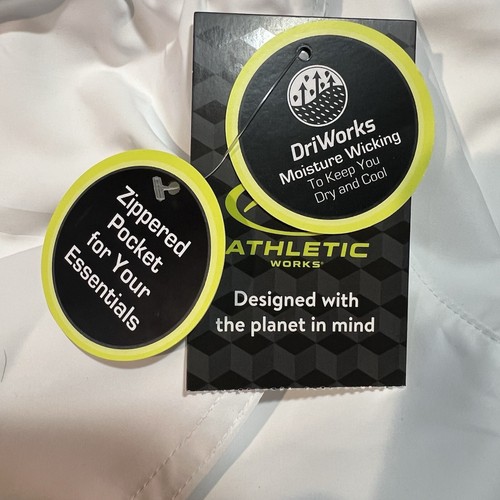 DriWorks
Moisture Wicking
To Keep You
Dry and Cool
Zippered
Pocket
for Your
Essentials
ATHLETIC
WORKS
Designed with
the planet in mind